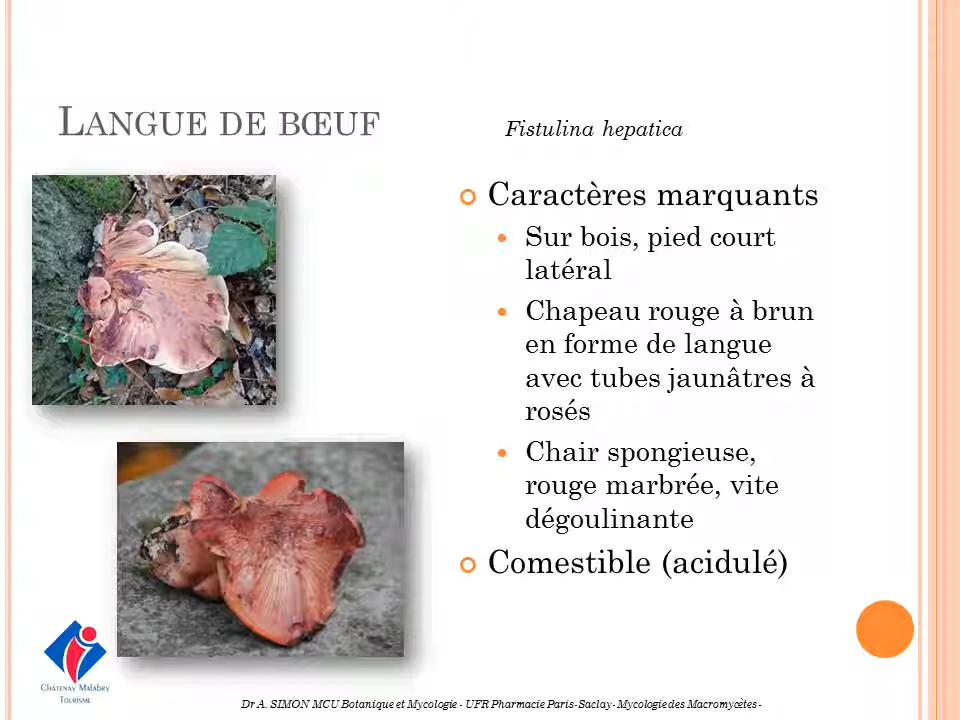 LANGUE DE BŒUF
Fistulina hepatica
Caractères marquants
Sur bois, pied court
latéral
Chapeau rouge à brun
en forme de langue
avec tubes jaunâtres à
rosés
Chair spongieuse,
rouge marbrée, vite
dégoulinante
Comestible (acidulé)
CHÂTENAY MALABRY
TOURISME
Dr A. SIMON MCU Botanique et Mycologie - UFR Pharmacie Paris-Saclay- Mycologie des Macromycètes -